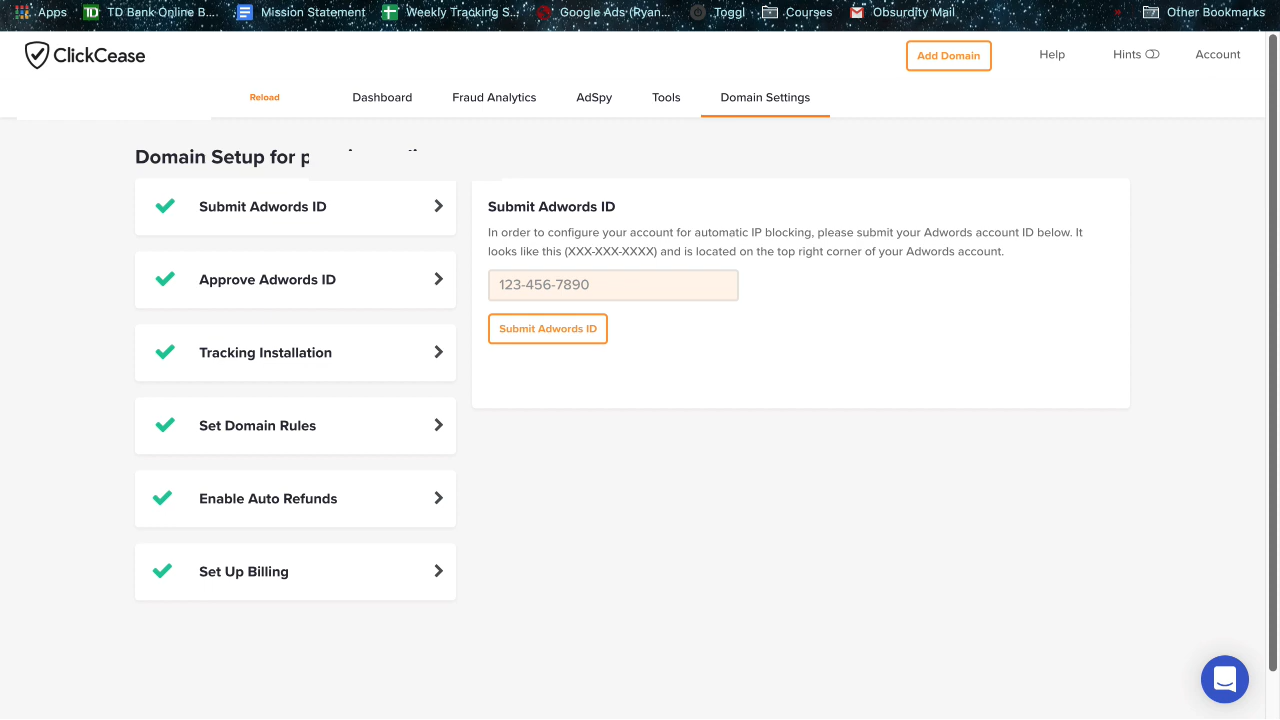 Apps TD Bank Online B... Mission Statement Weekly Tracking S... Google Ads (Ryan... Toggl Courses Absurdity Mail » Other Bookmarks
ClickCease
Add Domain Help Hints Account
Reload Dashboard Fraud Analytics AdSpy Tools Domain Settings
Domain Setup for
Submit Adwords ID
Approve Adwords ID
Tracking Installation
Set Domain Rules
Enable Auto Refunds
Set Up Billing
Submit Adwords ID
In order to configure your account for automatic IP blocking, please submit your Adwords account ID below. It
looks like this (XXX-XXX-XXXX) and is located on the top right corner of your Adwords account.
123-456-7890
Submit Adwords ID